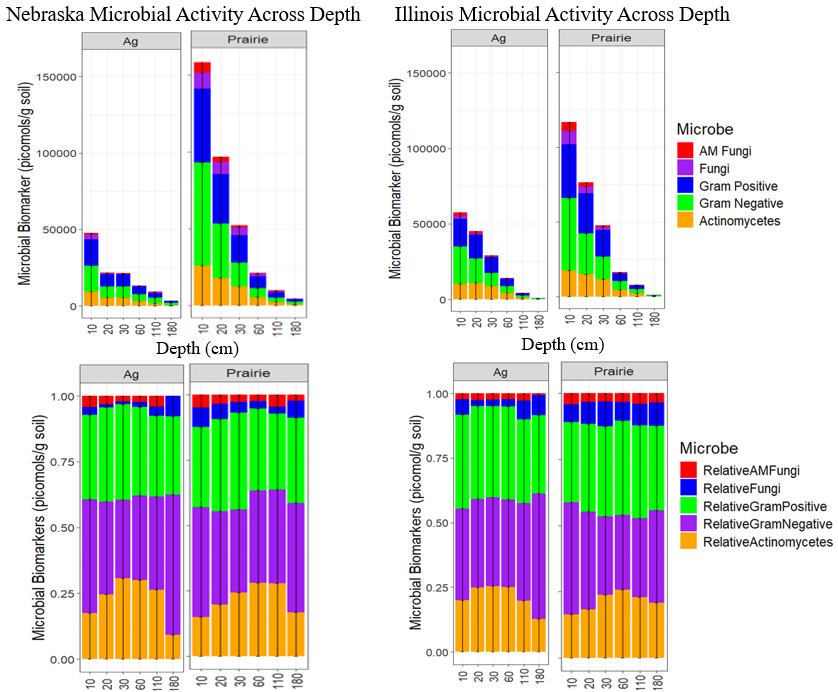 Nebraska Microbial Activity Across Depth
Ag
Prairie
Microbial Biomarker (picomols/g soil)
150000
100000
50000
0
10 20 30 60 110 180
10 20 30 60 110 180
Depth (cm)
Illinois Microbial Activity Across Depth
Ag
Prairie
Microbial Biomarker (picomols/g soil)
150000
100000
50000
0
10 20 30 60 110 180
10 20 30 60 110 180
Depth (cm)
Microbe
AM Fungi
Fungi
Gram Positive
Gram Negative
Actinomycetes
Ag
Prairie
Microbial Biomarkers (picomols/g soil)
1.00
0.75
0.50
0.25
0.00
10 20 30 60 110 180
10 20 30 60 110 180
Ag
Prairie
Microbial Biomarkers (picomol/g soil)
1.00
0.75
0.50
0.25
0.00
10 20 30 60 110 180
10 20 30 60 110 180
Microbe
RelativeAMFungi
RelativeFungi
RelativeGramPositive
RelativeGramNegative
RelativeActinomycetes